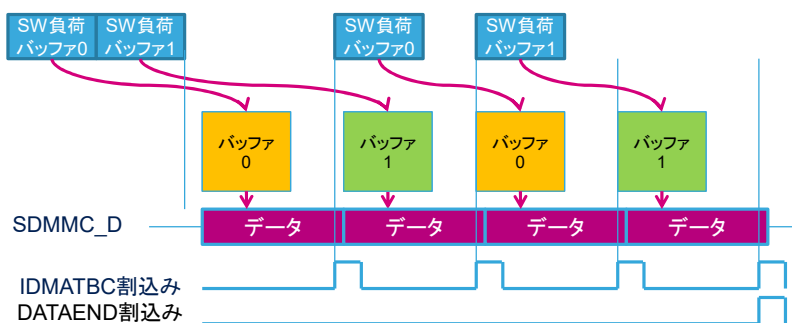 SW負荷
バッファ0
SW負荷
バッファ1
SW負荷
バッファ0
SW負荷
バッファ1
バッファ
0
バッファ
1
バッファ
0
バッファ
1
SDMMC_D
データ
データ
データ
データ
IDMATBC割込み
DATAEND割込み